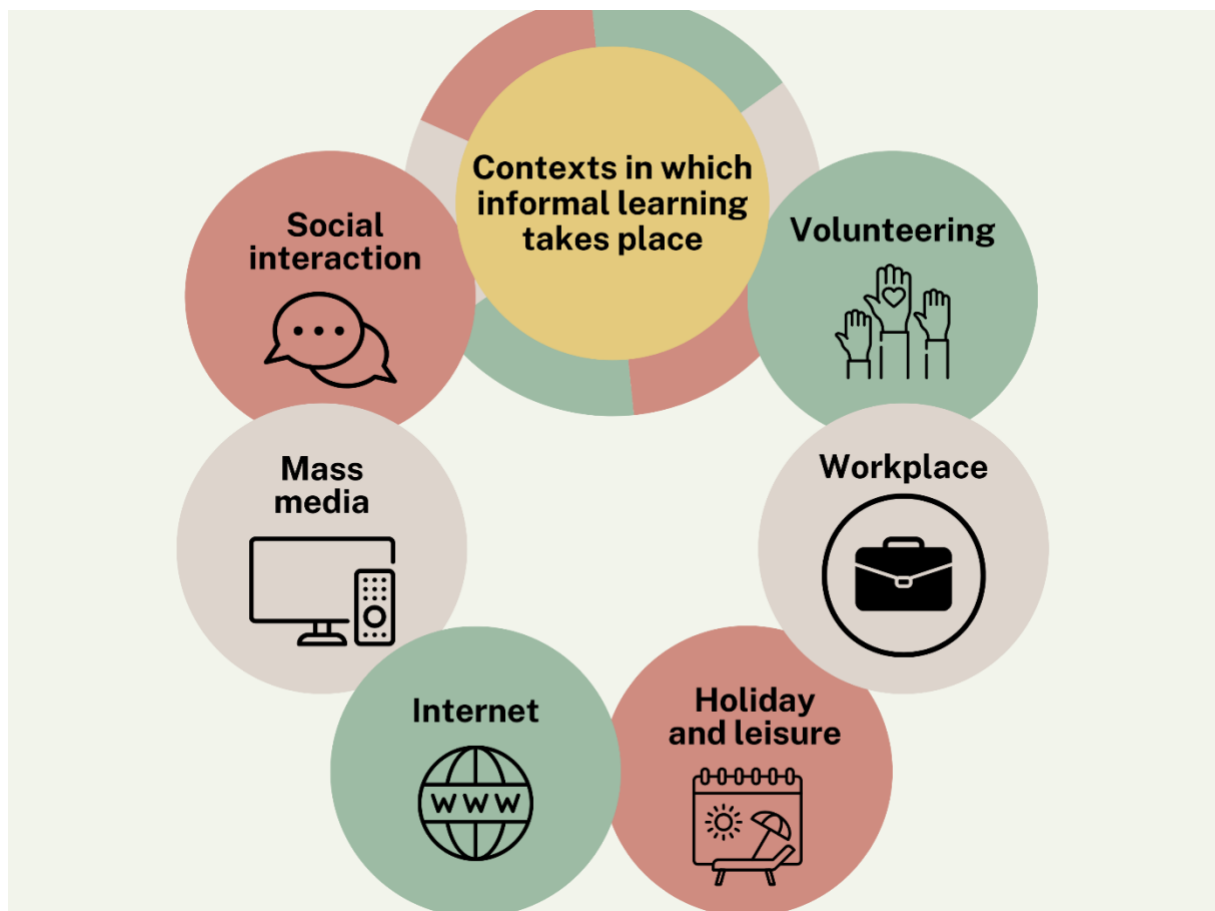 Contexts in which
informal learning
takes place
Social
interaction
Volunteering
Mass
media
Workplace
Internet
WWW
Holiday
and leisure